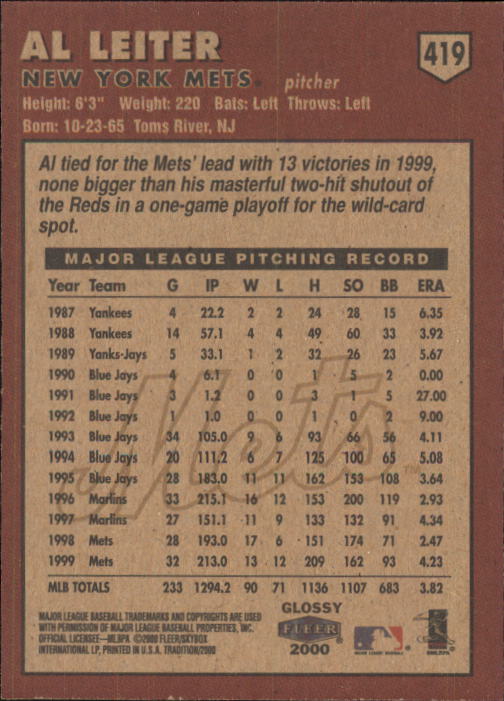 AL LEITER
419
NEW YORK METS® pitcher
Height: 6'3" Weight: 220 Bats: Left Throws: Left
Born: 10-23-65 Toms River, NJ
Al tied for the Mets' lead with 13 victories in 1999,
none bigger than his masterful two-hit shutout of
the Reds in a one-game playoff for the wild-card
spot.
MAJOR LEAGUE PITCHING RECORD
Year Team G IP W L H SO BB ERA
1987 Yankees 4 22.2 2 2 24 28 15 6.35
1988 Yankees 14 57.1 4 4 49 60 33 3.92
1989 Yanks-Jays 5 33.1 1 2 32 26 23 5.67
1990 Blue Jays 4 6.1 0 0 1 5 2 0.00
1991 Blue Jays 3 1.2 0 0 3 1 5 27.00
1992 Blue Jays 1 1.0 0 0 1 0 2 9.00
1993 Blue Jays 34 105.0 9 6 93 66 56 4.11
1994 Blue Jays 20 111.2 6 7 125 100 65 5.08
1995 Blue Jays 28 183.0 11 11 162 153 108 3.64
1996 Marlins 33 215.1 16 12 153 200 119 2.93
1997 Marlins 27 151.1 11 9 133 132 91 4.34
1998 Mets 28 193.0 17 6 151 174 71 2.47
1999 Mets 32 213.0 13 12 209 162 93 4.23
MLB TOTALS 233 1294.2 90 71 1136 1107 683 3.82
Mets™
MAJOR LEAGUE BASEBALL TRADEMARKS AND COPYRIGHTS ARE USED
WITH PERMISSION OF MAJOR LEAGUE BASEBALL PROPERTIES, INC.
OFFICIAL LICENSEE—MLBPA ©2000 FLEER/SKYBOX
INTERNATIONAL LP, PRINTED IN U.S.A. TRADITION/2000
GLOSSY
FLEER
2000
MAJOR LEAGUE BASEBALL
©MLBPA